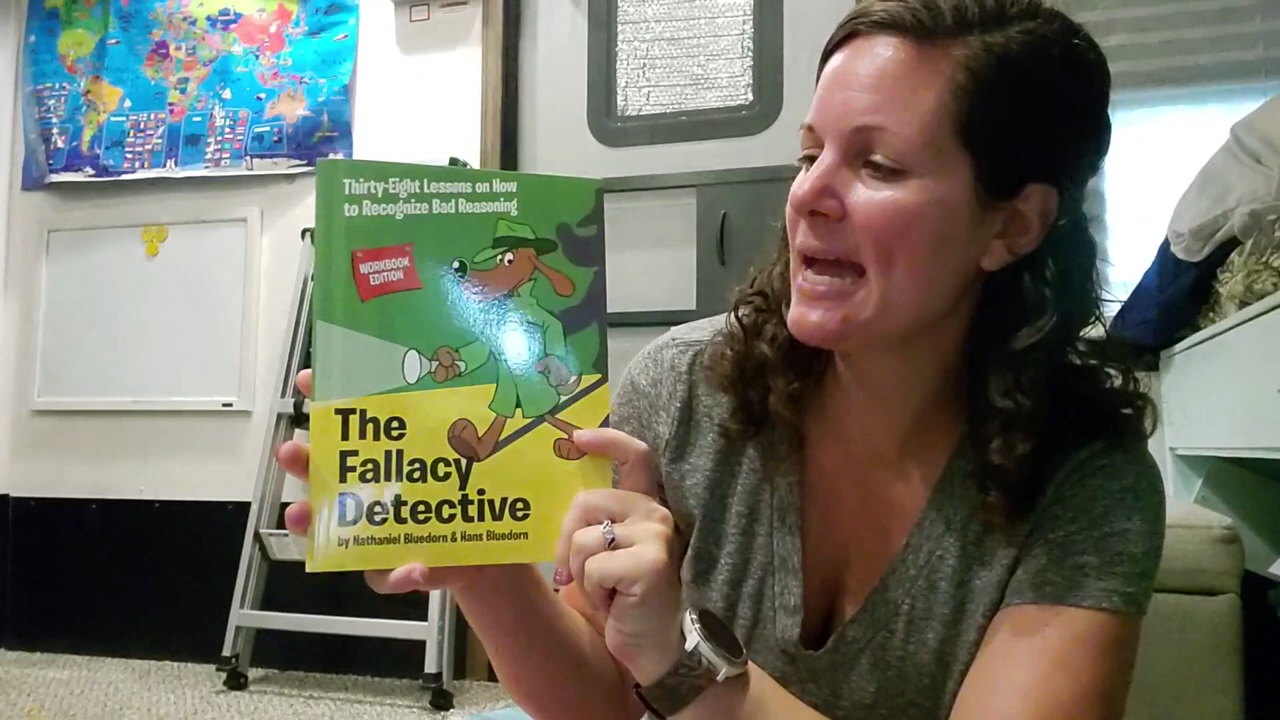 Thirty-Eight Lessons on How
to Recognize Bad Reasoning
WORKBOOK
EDITION
The
Fallacy
Detective
by Nathaniel Bluedorn & Hans Bluedorn